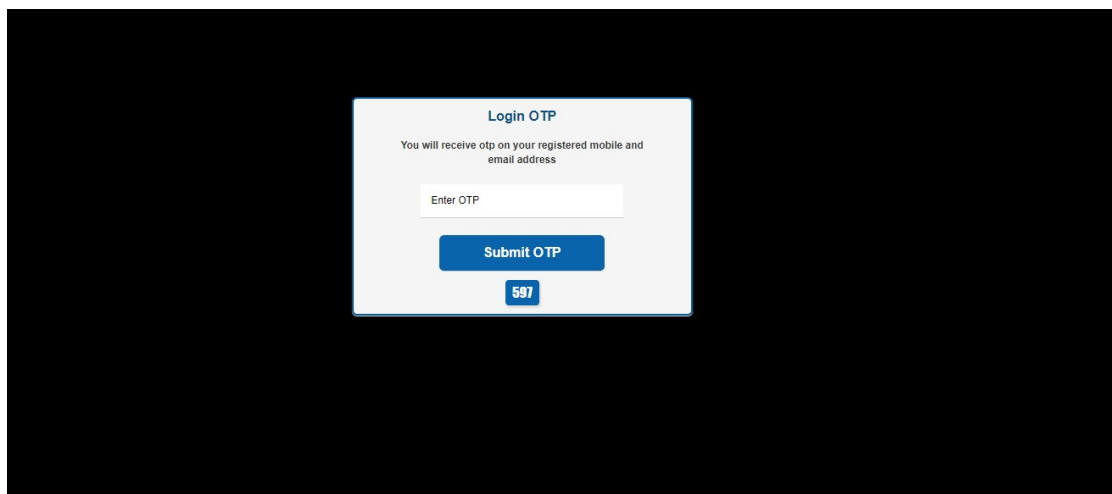 Login OTP
You will receive otp on your registered mobile and
email address
Enter OTP
Submit OTP
597